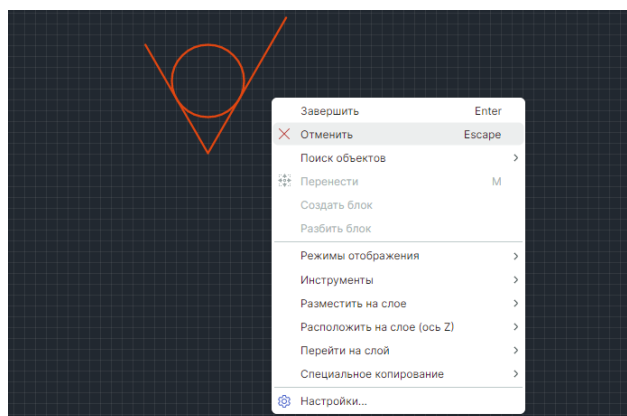 Завершить Enter
Отменить Escape
Поиск объектов
Перенести M
Создать блок
Разбить блок
Режимы отображения
Инструменты
Разместить на слое
Расположить на слое (ось Z)
Перейти на слой
Специальное копирование
Настройки...